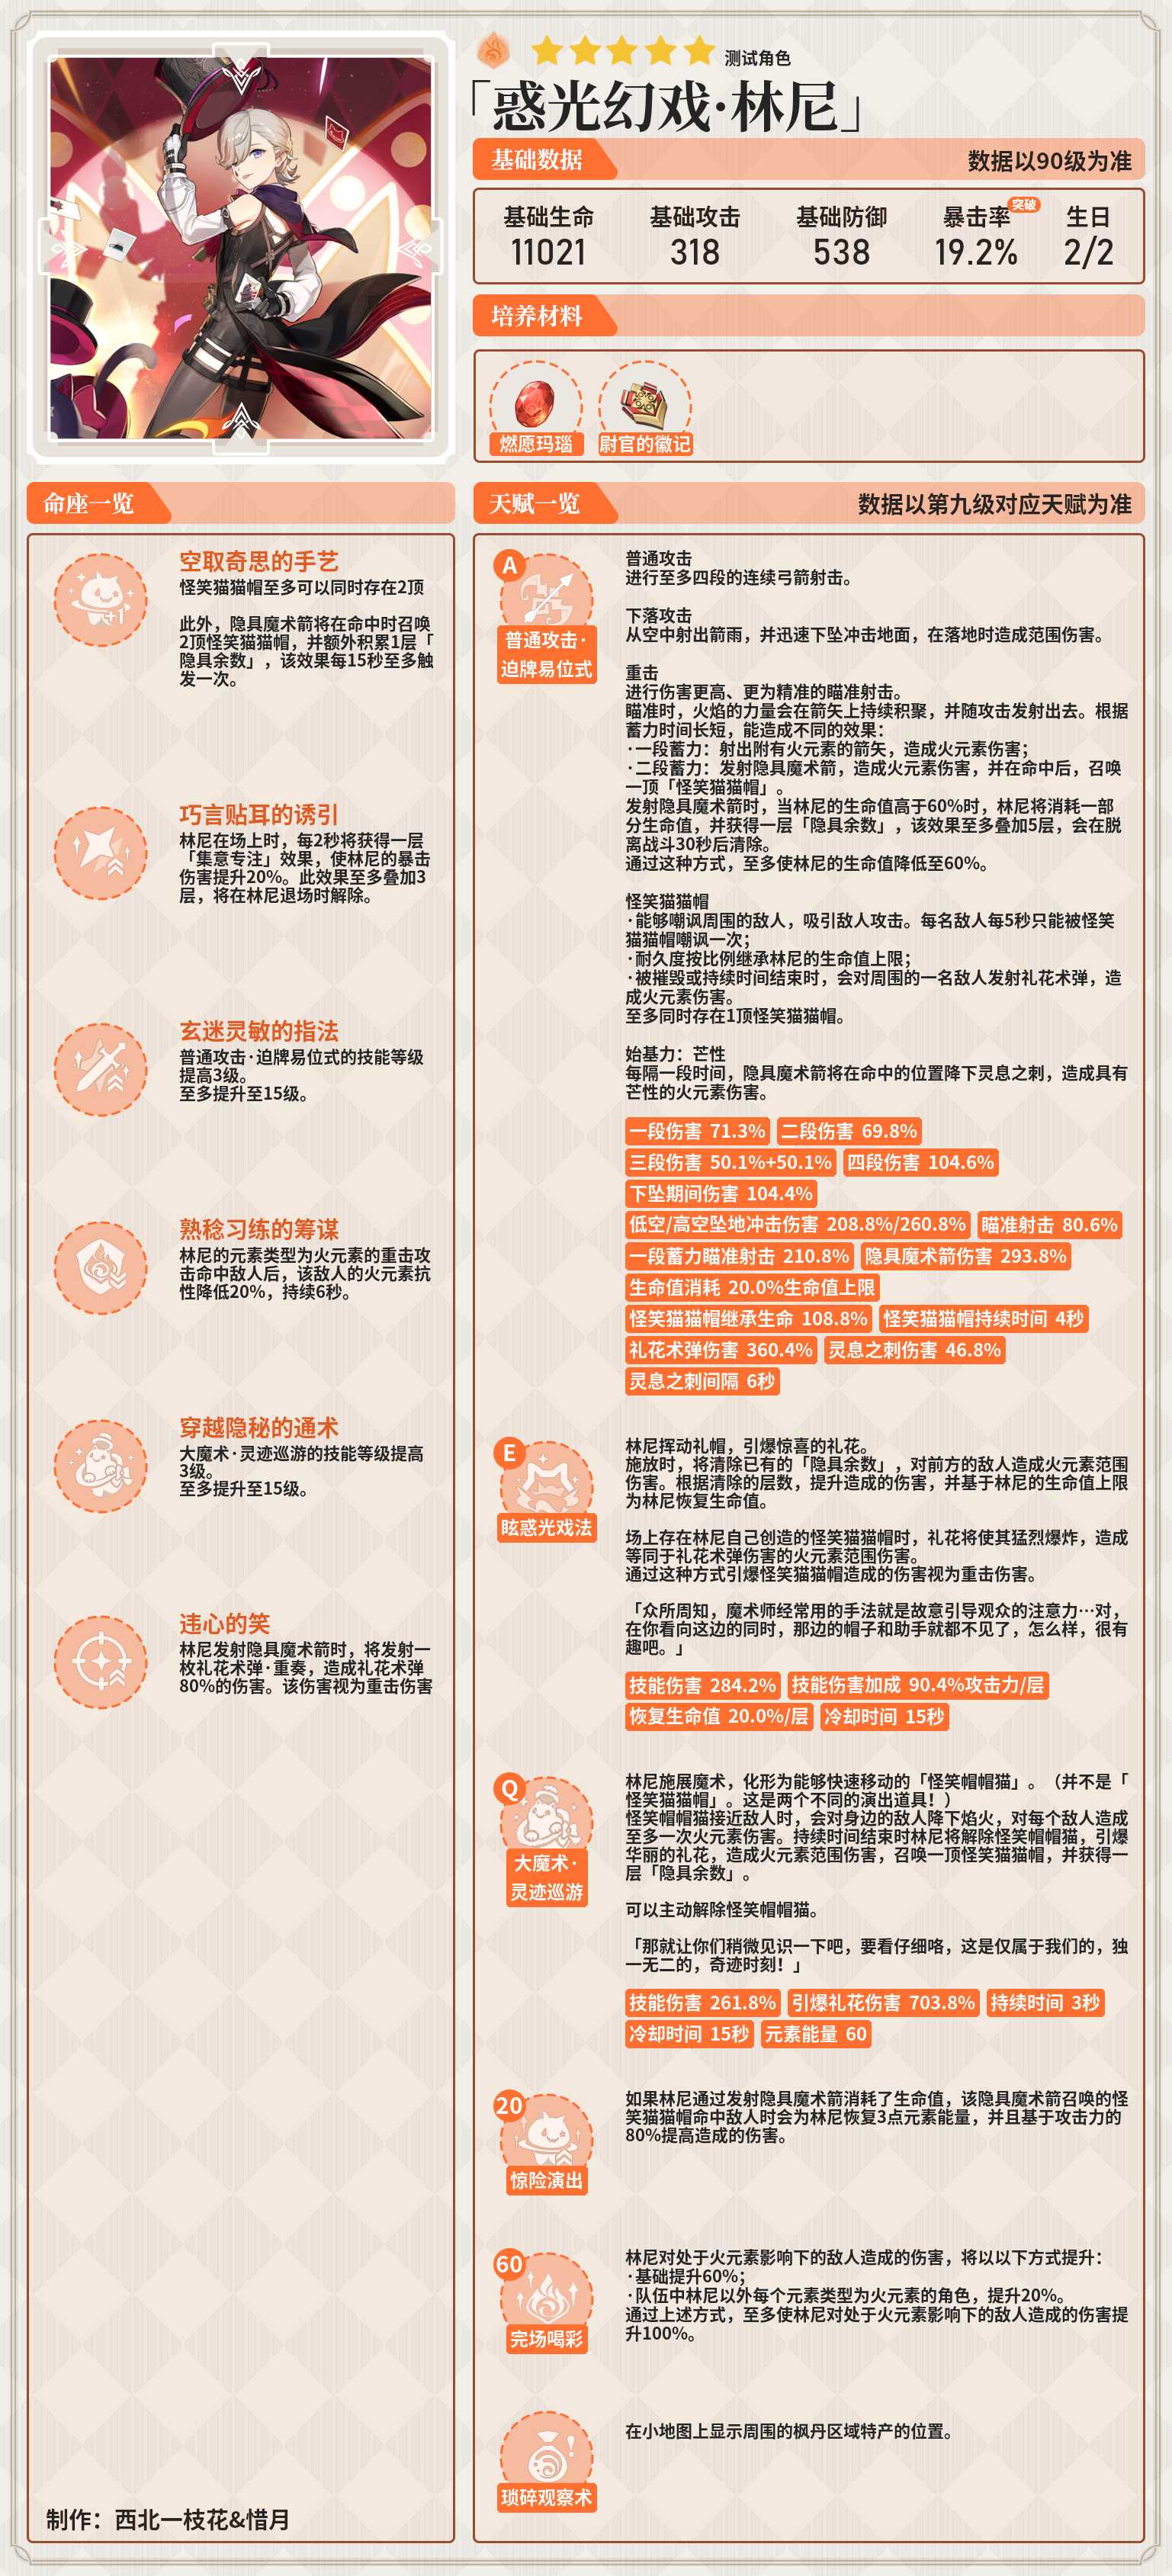 测试角色
「惑光幻戏·林尼」
基础数据
数据以90级为准
基础生命 基础攻击 基础防御 暴击率 突破 生日
11021 318 538 19.2% 2/2
培养材料
燃愿玛瑙 尉官的徽记
命座一览
空取奇思的手艺
怪笑猫猫帽至多可以同时存在2顶
此外，隐具魔术箭将在命中时召唤
2顶怪笑猫猫帽，并额外积累1层「
隐具余数」，该效果每15秒至多触
发一次。
巧言贴耳的诱引
林尼在场上时，每2秒将获得一层
「集意专注」效果，使林尼的暴击
伤害提升20%。此效果至多叠加3
层，将在林尼退场时解除。
玄迷灵敏的指法
普通攻击·迫牌易位式的技能等级
提高3级。
至多提升至15级。
熟稔习练的筹谋
林尼的元素类型为火元素的重击攻
击命中敌人后，该敌人的火元素抗
性降低20%，持续6秒。
穿越隐秘的通术
大魔术·灵迹巡游的技能等级提高
3级。
至多提升至15级。
违心的笑
林尼发射隐具魔术箭时，将发射一
枚礼花术弹·重奏，造成礼花术弹
80%的伤害。该伤害视为重击伤害
制作：西北一枝花&惜月
天赋一览
数据以第九级对应天赋为准
A
普通攻击·
迫牌易位式
普通攻击
进行至多四段的连续弓箭射击。
下落攻击
从空中射出箭雨，并迅速下坠冲击地面，在落地时造成范围伤害。
重击
进行伤害更高、更为精准的瞄准射击。
瞄准时，火焰的力量会在箭矢上持续积聚，并随攻击发射出去。根据
蓄力时间长短，能造成不同的效果：
·一段蓄力：射出附有火元素的箭矢，造成火元素伤害；
·二段蓄力：发射隐具魔术箭，造成火元素伤害，并在命中后，召唤
一顶「怪笑猫猫帽」。
发射隐具魔术箭时，当林尼的生命值高于60%时，林尼将消耗一部
分生命值，并获得一层「隐具余数」，该效果至多叠加5层，会在脱
离战斗30秒后清除。
通过这种方式，至多使林尼的生命值降低至60%。
怪笑猫猫帽
·能够嘲讽周围的敌人，吸引敌人攻击。每名敌人每5秒只能被怪笑
猫猫帽嘲讽一次；
·耐久度按比例继承林尼的生命值上限；
·被摧毁或持续时间结束时，会对周围的一名敌人发射礼花术弹，造
成火元素伤害。
至多同时存在1顶怪笑猫猫帽。
始基力：芒性
每隔一段时间，隐具魔术箭将在命中的位置降下灵息之刺，造成具有
芒性的火元素伤害。
一段伤害 71.3% 二段伤害 69.8%
三段伤害 50.1%+50.1% 四段伤害 104.6%
下坠期间伤害 104.4%
低空/高空坠地冲击伤害 208.8%/260.8% 瞄准射击 80.6%
一段蓄力瞄准射击 210.8% 隐具魔术箭伤害 293.8%
生命值消耗 20.0%生命值上限
怪笑猫猫帽继承生命 108.8% 怪笑猫猫帽持续时间 4秒
礼花术弹伤害 360.4% 灵息之刺伤害 46.8%
灵息之刺间隔 6秒
E
眩惑光戏法
林尼挥动礼帽，引爆惊喜的礼花。
施放时，将清除已有的「隐具余数」，对前方的敌人造成火元素范围
伤害。根据清除的层数，提升造成的伤害，并基于林尼的生命值上限
为林尼恢复生命值。
场上存在林尼自己创造的怪笑猫猫帽时，礼花将使其猛烈爆炸，造成
等同于礼花术弹伤害的火元素范围伤害。
通过这种方式引爆怪笑猫猫帽造成的伤害视为重击伤害。
「众所周知，魔术师经常用的手法就是故意引导观众的注意力…对，
在你看向这边的同时，那边的帽子和助手就都不见了，怎么样，很有
趣吧。」
技能伤害 284.2% 技能伤害加成 90.4%攻击力/层
恢复生命值 20.0%/层 冷却时间 15秒
Q
大魔术·
灵迹巡游
林尼施展魔术，化形为能够快速移动的「怪笑帽帽猫」。（并不是「
怪笑猫猫帽」。这是两个不同的演出道具！）
怪笑帽帽猫接近敌人时，会对身边的敌人降下焰火，对每个敌人造成
至多一次火元素伤害。持续时间结束时林尼将解除怪笑帽帽猫，引爆
华丽的礼花，造成火元素范围伤害，召唤一顶怪笑猫猫帽，并获得一
层「隐具余数」。
可以主动解除怪笑帽帽猫。
「那就让你们稍微见识一下吧，要看仔细咯，这是仅属于我们的，独
一无二的，奇迹时刻！」
技能伤害 261.8% 引爆礼花伤害 703.8% 持续时间 3秒
冷却时间 15秒 元素能量 60
20
惊险演出
如果林尼通过发射隐具魔术箭消耗了生命值，该隐具魔术箭召唤的怪
笑猫猫帽命中敌人时会为林尼恢复3点元素能量，并且基于攻击力的
80%提高造成的伤害。
60
完场喝彩
林尼对处于火元素影响下的敌人造成的伤害，将以以下方式提升：
·基础提升60%；
·队伍中林尼以外每个元素类型为火元素的角色，提升20%。
通过上述方式，至多使林尼对处于火元素影响下的敌人造成的伤害提
升100%。
琐碎观察术
在小地图上显示周围的枫丹区域特产的位置。